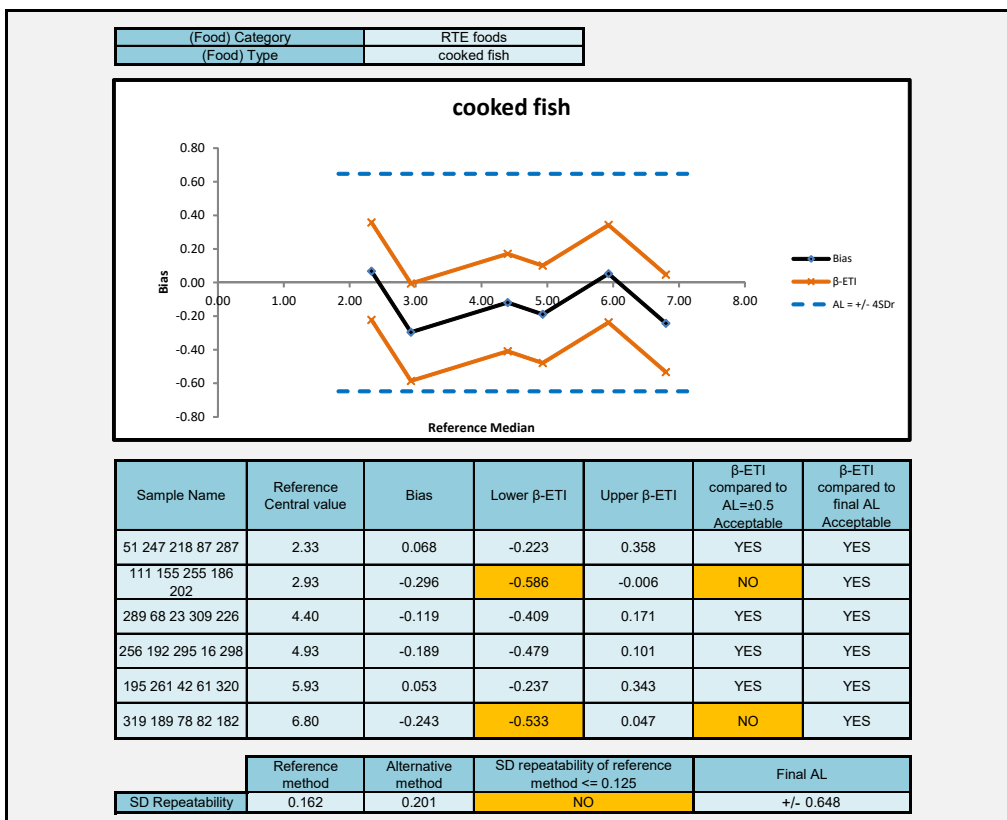 (Food) Category RTE foods
(Food) Type cooked fish
cooked fish
0.80
0.60
0.40
0.20
0.00
-0.20
-0.40
-0.60
-0.80
0.00 1.00 2.00 3.00 4.00 5.00 6.00 7.00 8.00
Bias
Reference Median
Bias
β-ETI
AL = +/- 4SDr
Sample Name Reference Central value Bias Lower β-ETI Upper β-ETI β-ETI compared to AL=±0.5 Acceptable β-ETI compared to final AL Acceptable
51 247 218 87 287 2.33 0.068 -0.223 0.358 YES YES
111 155 255 186 202 2.93 -0.296 -0.586 -0.006 NO YES
289 68 23 309 226 4.40 -0.119 -0.409 0.171 YES YES
256 192 295 16 298 4.93 -0.189 -0.479 0.101 YES YES
195 261 42 61 320 5.93 0.053 -0.237 0.343 YES YES
319 189 78 82 182 6.80 -0.243 -0.533 0.047 NO YES
Reference method Alternative method SD repeatability of reference method <= 0.125 Final AL
SD Repeatability 0.162 0.201 NO +/- 0.648